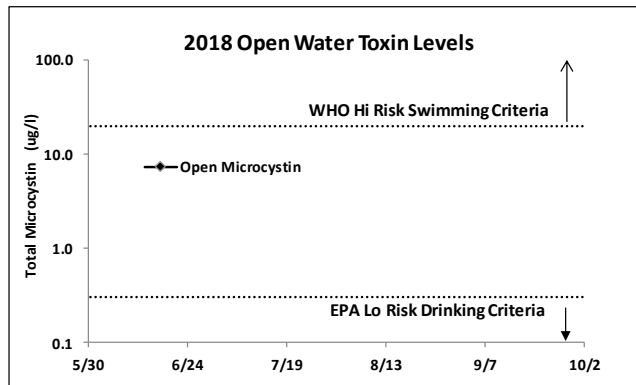 2018 Open Water Toxin Levels
100.0
WHO Hi Risk Swimming Criteria
10.0
Open Microcystin
Total Microcystin (ug/l)
1.0
EPA Lo Risk Drinking Criteria
0.1
5/30 6/24 7/19 8/13 9/7 10/2